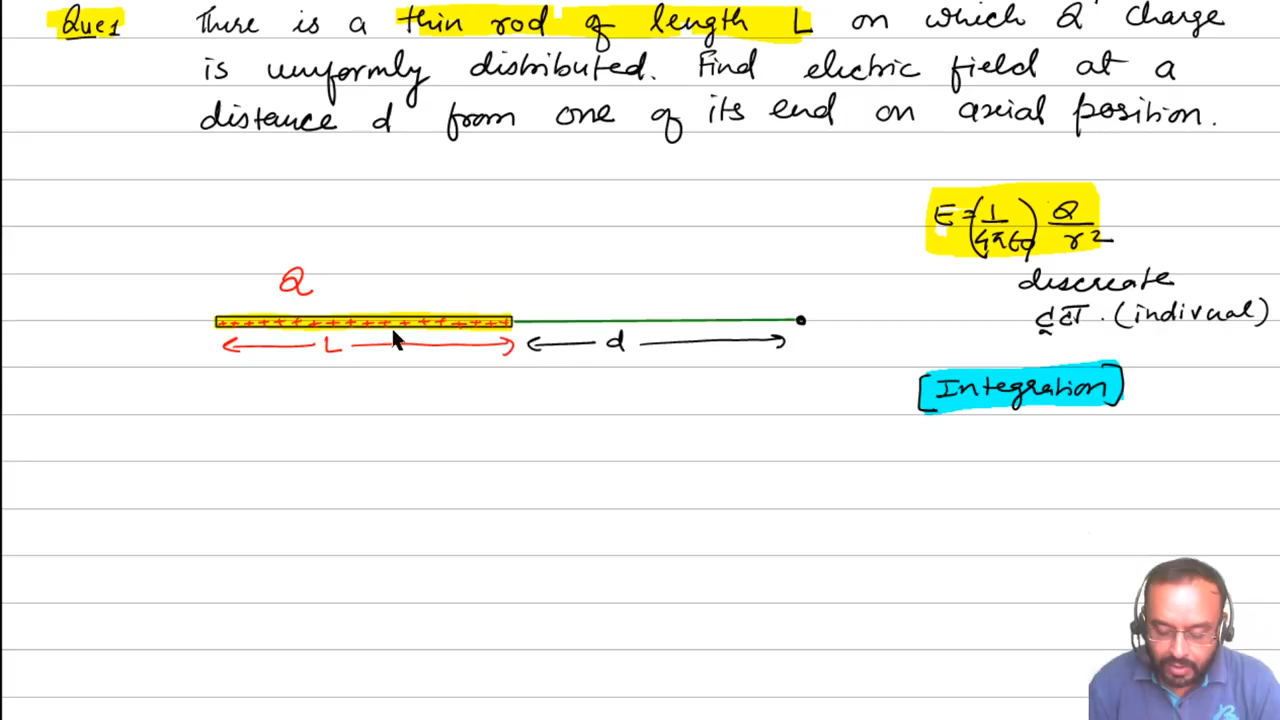 Que1 There is a thin rod of length L on which Q charge
is uniformly distributed. Find electric field at a
distance d from one of its end on axial position.
E = (1/4πε0) Q/r2
discreate
(indivual)
Q
+ + + + + + + + + + + + + + + + + + +
L d
[Integration]